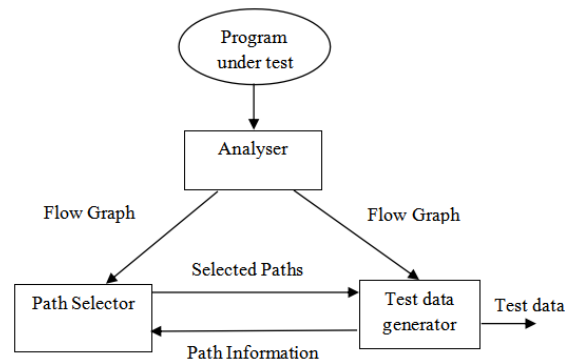 Program
under test
Analyser
Flow Graph
Flow Graph
Selected Paths
Path Selector
Test data
generator
Test data
Path Information